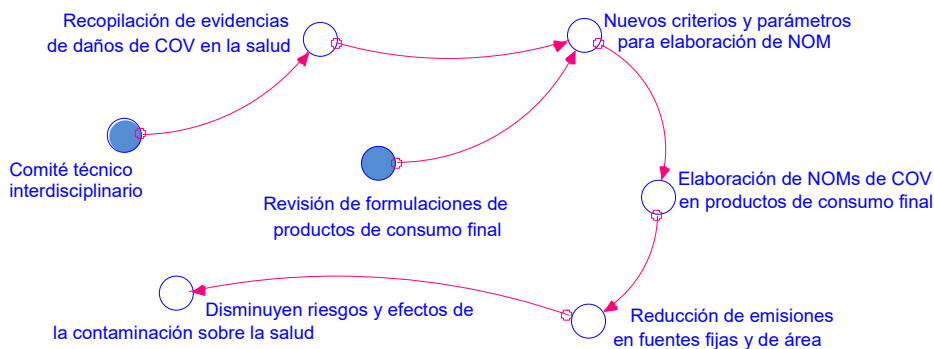 Recopilación de evidencias
de daños de COV en la salud
Nuevos criterios y parámetros
para elaboración de NOM
Comité técnico
interdisciplinario
Revisión de formulaciones de
productos de consumo final
Elaboración de NOMs de COV
en productos de consumo final
Disminuyen riesgos y efectos de
la contaminación sobre la salud
Reducción de emisiones
en fuentes fijas y de área